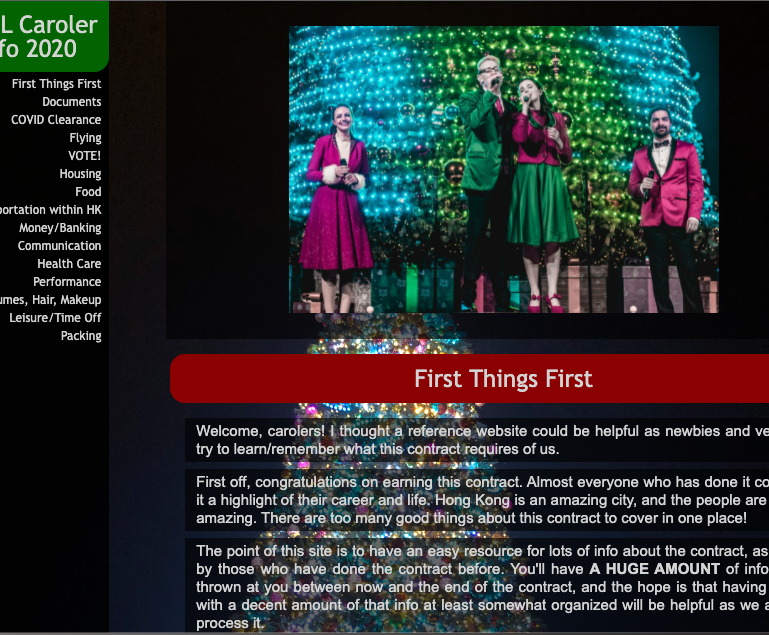 L Caroler
fo 2020
First Things First
Documents
COVID Clearance
Flying
VOTE!
Housing
Food
portation within HK
Money/Banking
Communication
Health Care
Performance
umes, Hair, Makeup
Leisure/Time Off
Packing
First Things First
Welcome, carolers! I thought a reference website could be helpful as newbies and ve
try to learn/remember what this contract requires of us.
First off, congratulations on earning this contract. Almost everyone who has done it co
it a highlight of their career and life. Hong Kong is an amazing city, and the people are
amazing. There are too many good things about this contract to cover in one place!
The point of this site is to have an easy resource for lots of info about the contract, as
by those who have done the contract before. You'll have A HUGE AMOUNT of info
thrown at you between now and the end of the contract, and the hope is that having
with a decent amount of that info at least somewhat organized will be helpful as we a
process it.